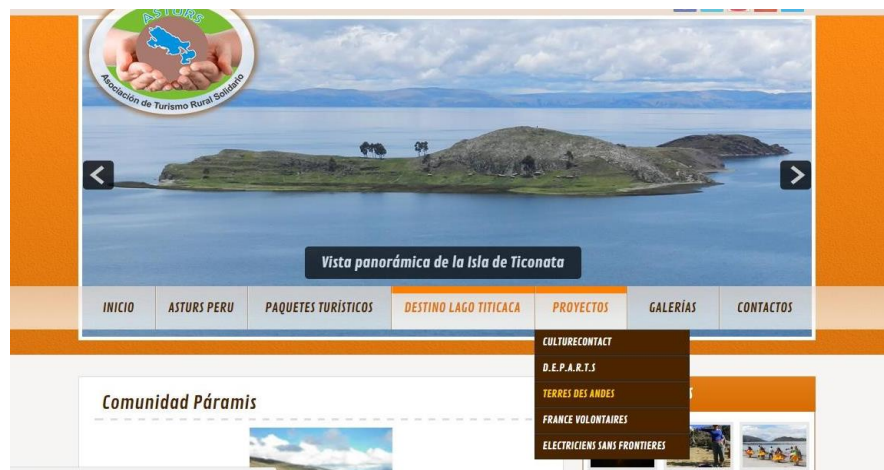 ASTURS
Asociación de Turismo Rural Solidario
Vista panorámica de la Isla de Ticonata
INICIO ASTURS PERU PAQUETES TURÍSTICOS DESTINO LAGO TITICACA PROYECTOS GALERÍAS CONTACTOS
CULTURECONTACT
D.E.P.A.R.T.S
TERRES DES ANDES
FRANCE VOLONTAIRES
ELECTRICIENS SANS FRONTIERES
Comunidad Páramis